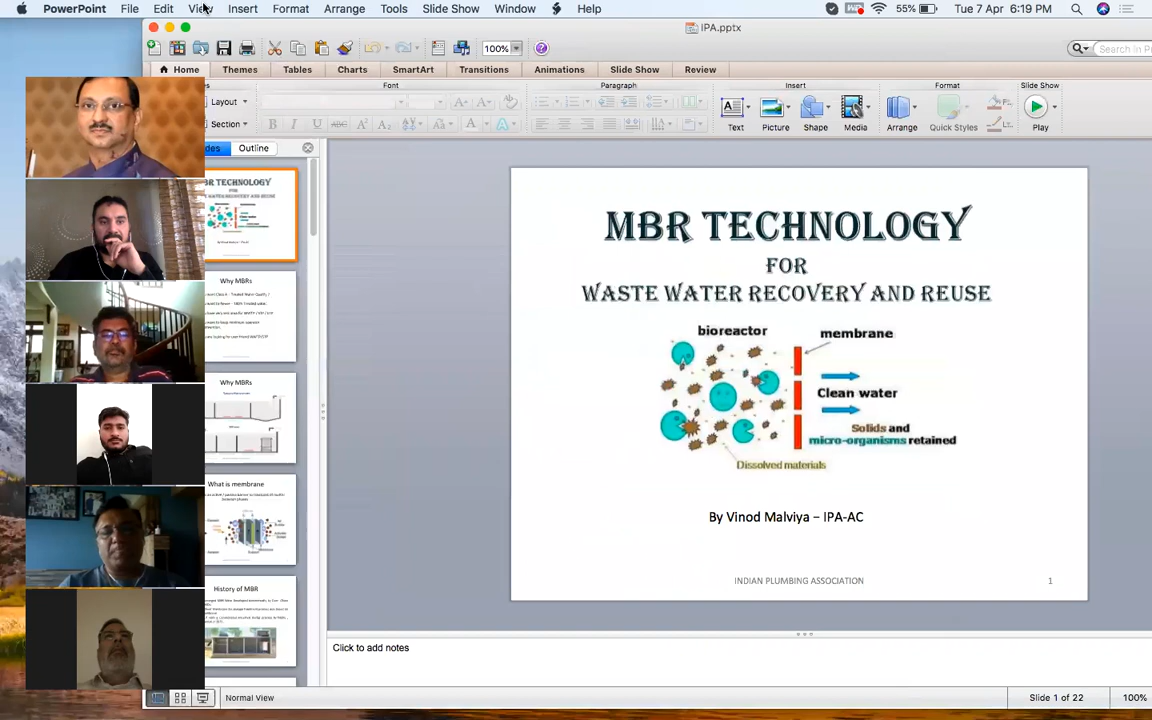 PowerPoint File Edit View Insert Format Arrange Tools Slide Show Window Help 55% Tue 7 Apr 6:19 PM
IPA.pptx
100%
Search in
Home Themes Tables Charts SmartArt Transitions Animations Slide Show Review
Font Paragraph Insert Format Slide Show
Layout
Section
Text Picture Shape Media Arrange Quick Styles Play
Outline
MBR TECHNOLOGY
FOR
WASTE WATER RECOVERY AND REUSE
bioreactor
membrane
Clean water
Solids and
micro-organisms retained
Dissolved materials
By Vinod Malviya – IPA-AC
INDIAN PLUMBING ASSOCIATION 1
Why MBRs
Why MBRs
What is membrane
History of MBR
Click to add notes
Normal View Slide 1 of 22 100%